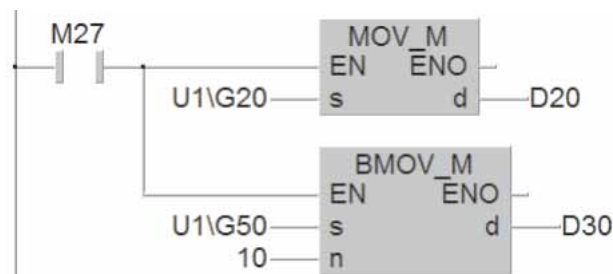 M27
MOV_M
EN ENO
U1\G20 s d D20
BMOV_M
EN ENO
U1\G50 s d D30
10 n